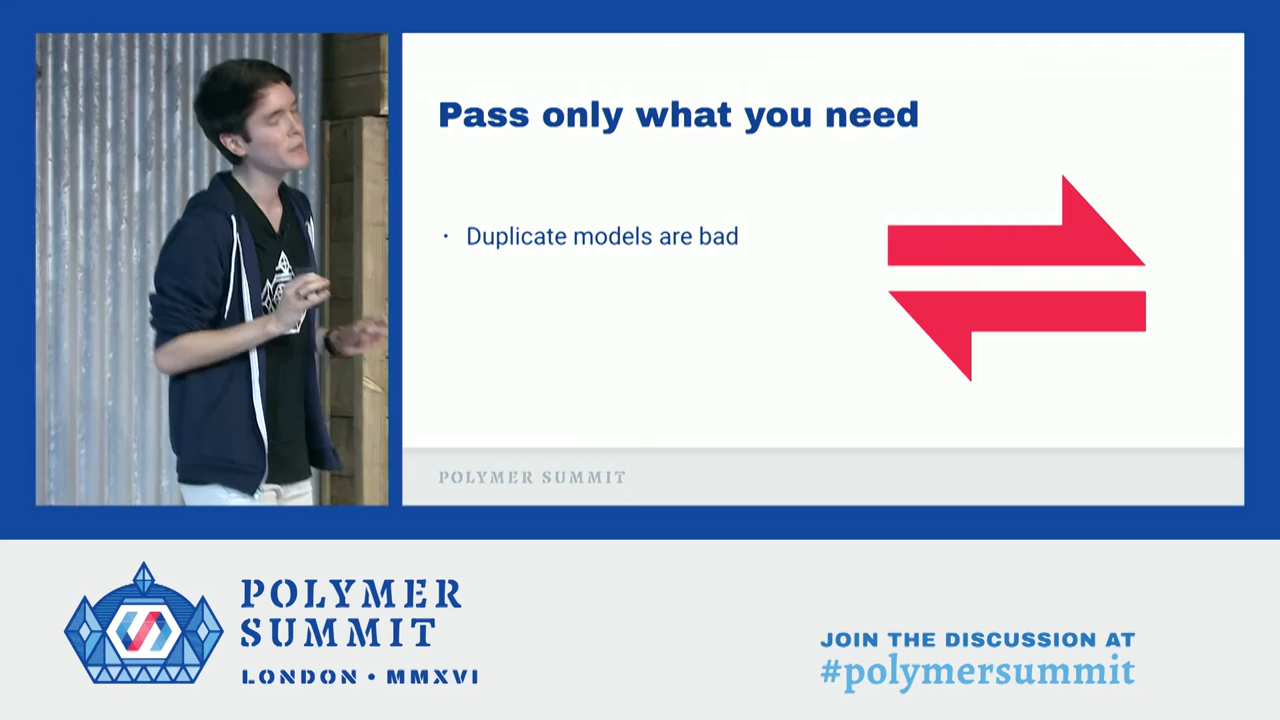 Pass only what you need
· Duplicate models are bad
POLYMER SUMMIT
POLYMER
SUMMIT
LONDON • MMXVI
JOIN THE DISCUSSION AT
#polymersummit